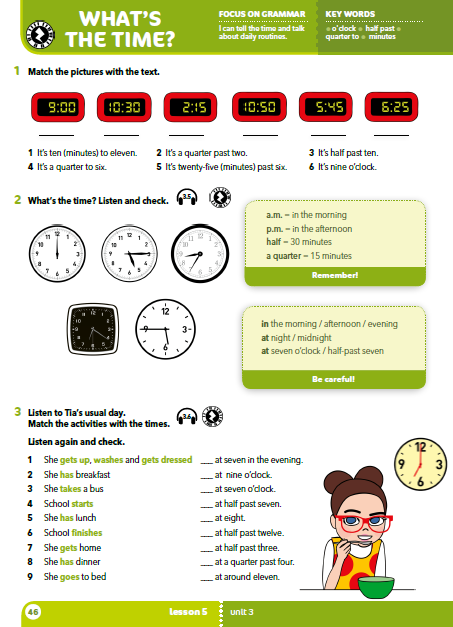 WHAT'S
THE TIME?
FOCUS ON GRAMMAR
I can tell the time and talk
about daily routines.
KEY WORDS
o'clock half past
quarter to minutes
1 Match the pictures with the text.
9:00 10:30 2:15 10:50 5:45 6:25
1 It's ten (minutes) to eleven. 2 It's a quarter past two. 3 It's half past ten.
4 It's a quarter to six. 5 It's twenty-five (minutes) past six. 6 It's nine o'clock.
2 What's the time? Listen and check. 3.5
a.m. – in the morning
p.m. – in the afternoon
half – 30 minutes
a quarter – 15 minutes
Remember!
in the morning / afternoon / evening
at night / midnight
at seven o'clock / half-past seven
Be careful!
3 Listen to Tia's usual day.
Match the activities with the times. 3.6
Listen again and check.
1 She gets up, washes and gets dressed ___ at seven in the evening.
2 She has breakfast ___ at nine o'clock.
3 She takes a bus ___ at seven o'clock.
4 School starts ___ at half past seven.
5 She has lunch ___ at eight.
6 School finishes ___ at half past twelve.
7 She gets home ___ at half past three.
8 She has dinner ___ at a quarter past four.
9 She goes to bed ___ at around eleven.
12
9 3
6
46 lesson 5 unit 3